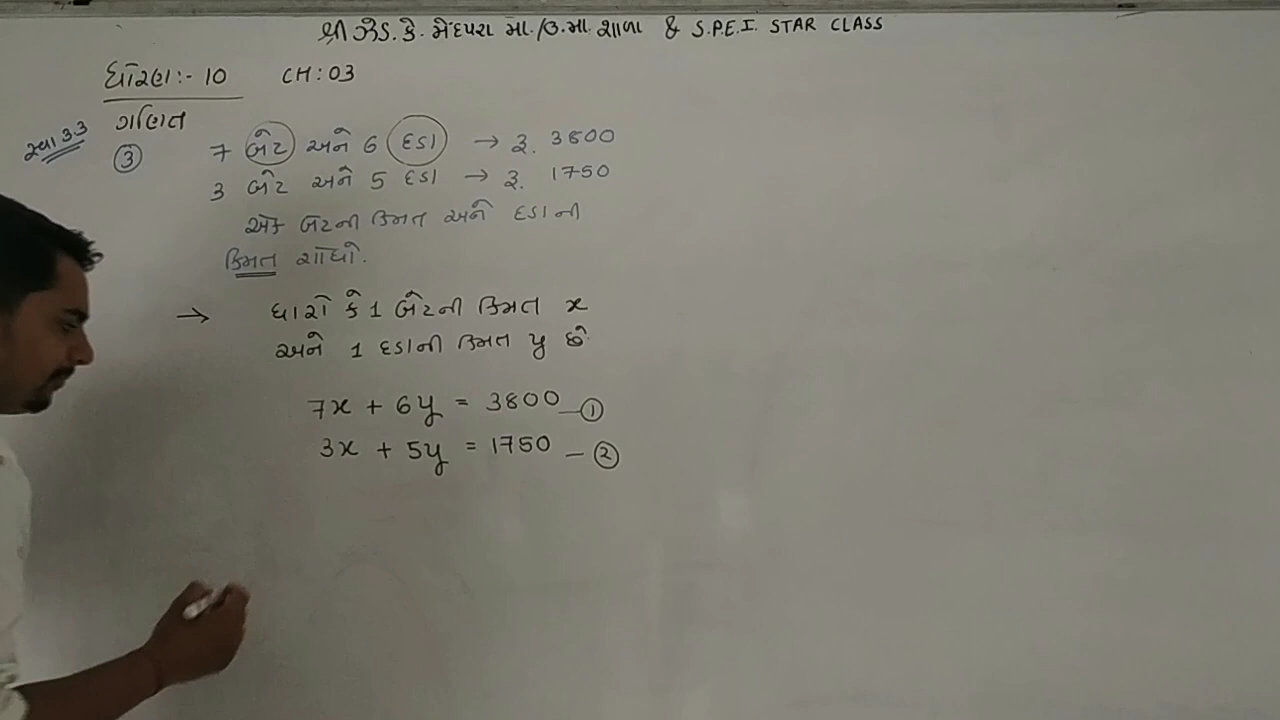 શ્રી ઝેડ.કે. મેંદપરા મા./ઉ.મા. શાળા & S.P.E.I. STAR CLASS
ધોરણ:- 10 CH:03
ગણિત
સ્વા 3.3
③ 7 બેટ અને 6 દડા → રૂ. 3800
3 બેટ અને 5 દડા → રૂ. 1750
એક બેટની કિંમત અને દડાની
કિંમત શોધો.
→ ધારો કે 1 બેટની કિંમત x
અને 1 દડાની કિંમત y છે.
7x + 6y = 3800 — ①
3x + 5y = 1750 — ②